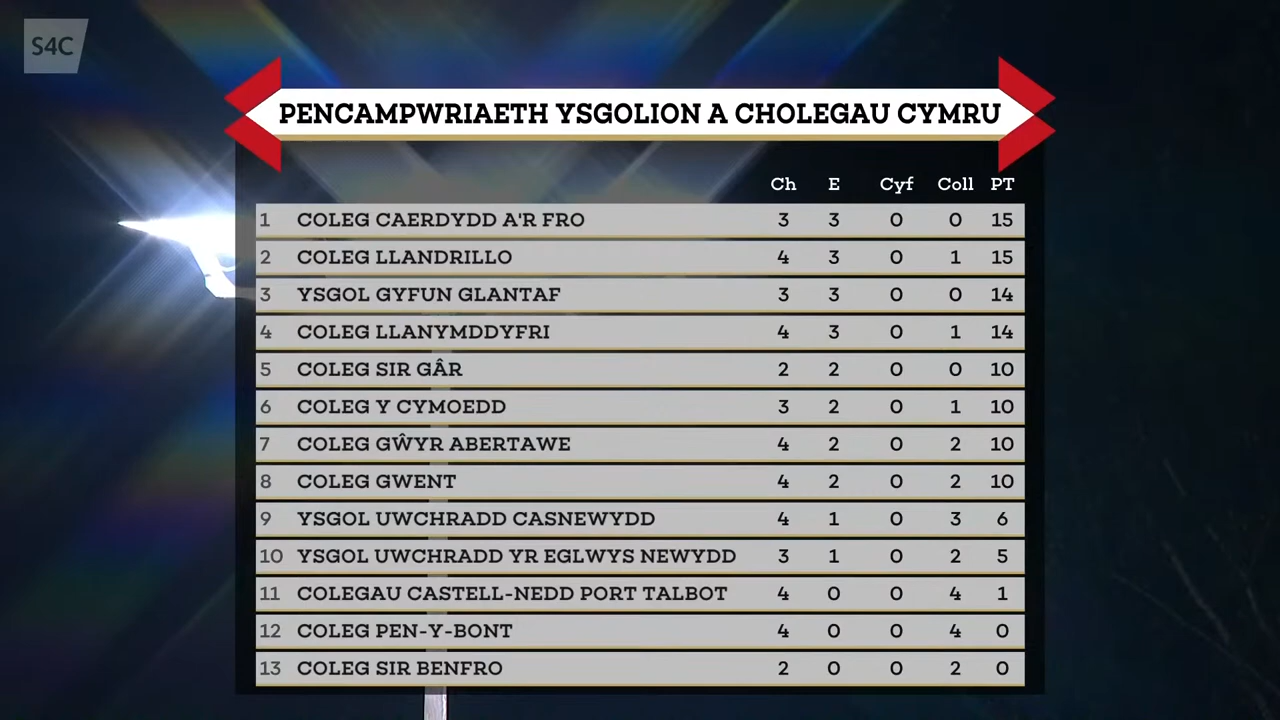 S4C
PENCAMPWRIAETH YSGOLION A CHOLEGAU CYMRU
Ch E Cyf Coll PT
1 COLEG CAERDYDD A'R FRO 3 3 0 0 15
2 COLEG LLANDRILLO 4 3 0 1 15
3 YSGOL GYFUN GLANTAF 3 3 0 0 14
4 COLEG LLANYMDDYFRI 4 3 0 1 14
5 COLEG SIR GÂR 2 2 0 0 10
6 COLEG Y CYMOEDD 3 2 0 1 10
7 COLEG GŴYR ABERTAWE 4 2 0 2 10
8 COLEG GWENT 4 2 0 2 10
9 YSGOL UWCHRADD CASNEWYDD 4 1 0 3 6
10 YSGOL UWCHRADD YR EGLWYS NEWYDD 3 1 0 2 5
11 COLEGAU CASTELL-NEDD PORT TALBOT 4 0 0 4 1
12 COLEG PEN-Y-BONT 4 0 0 4 0
13 COLEG SIR BENFRO 2 0 0 2 0